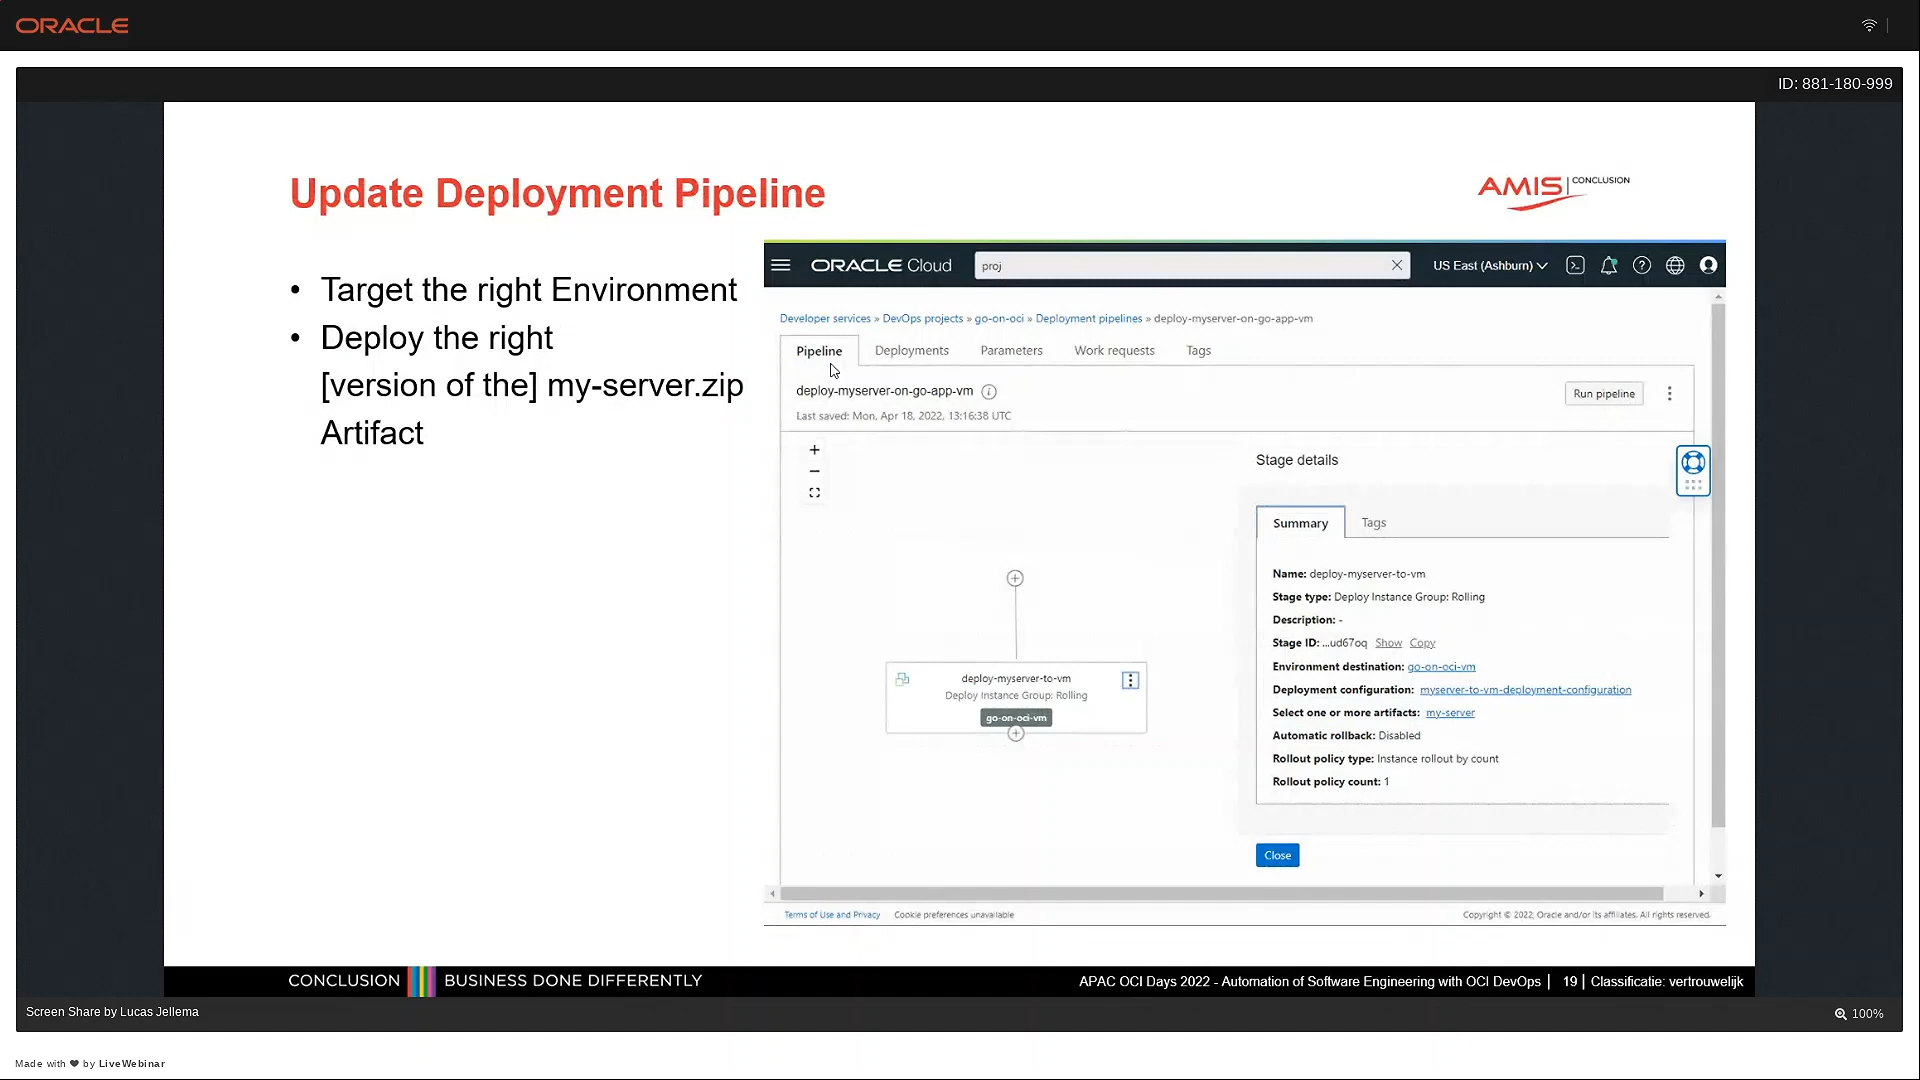 ORACLE
ID: 881-180-999
Update Deployment Pipeline
AMIS CONCLUSION
• Target the right Environment
• Deploy the right
[version of the] my-server.zip
Artifact
ORACLE Cloud
proj
US East (Ashburn)
Developer services » DevOps projects » go-on-oci » Deployment pipelines » deploy-myserver-on-go-app-vm
Pipeline Deployments Parameters Work requests Tags
deploy-myserver-on-go-app-vm
Run pipeline
Last saved: Mon, Apr 18, 2022, 13:16:38 UTC
Stage details
Summary Tags
Name: deploy-myserver-to-vm
Stage type: Deploy Instance Group: Rolling
Description: -
Stage ID: ...ud67oq Show Copy
Environment destination: go-on-oci-vm
Deployment configuration: myserver-to-vm-deployment-configuration
Select one or more artifacts: my-server
Automatic rollback: Disabled
Rollout policy type: Instance rollout by count
Rollout policy count: 1
deploy-myserver-to-vm
Deploy Instance Group: Rolling
go-on-oci-vm
Close
Terms of Use and Privacy Cookie preferences unavailable
Copyright © 2022, Oracle and/or its affiliates. All rights reserved.
CONCLUSION BUSINESS DONE DIFFERENTLY
APAC OCI Days 2022 - Automation of Software Engineering with OCI DevOps | 19 | Classificatie: vertrouwelijk
Screen Share by Lucas Jellema
100%
Made with ❤ by LiveWebinar